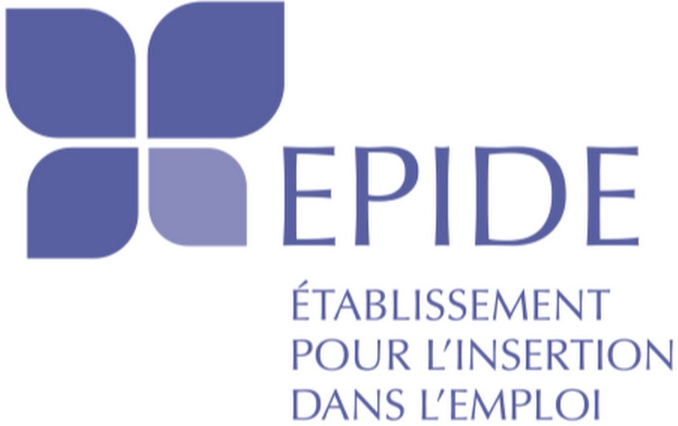 EPIDE
ÉTABLISSEMENT
POUR L'INSERTION
DANS L'EMPLOI